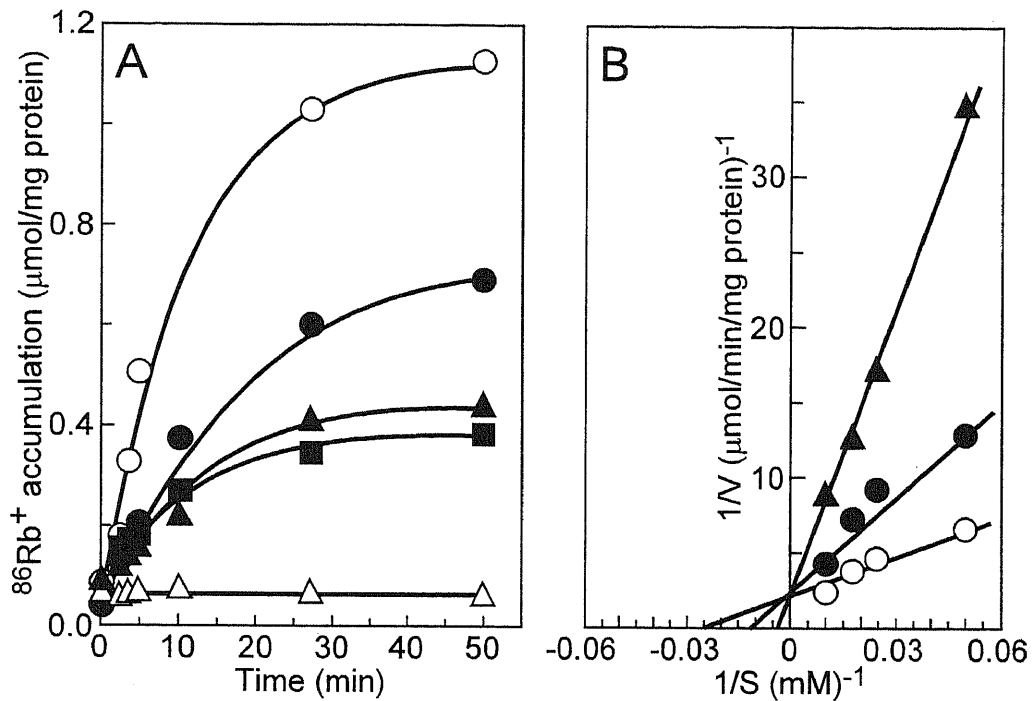 A
⁸⁶Rb⁺ accumulation (μmol/mg protein)
1.2
0.8
0.4
0.0
0 10 20 30 40 50
Time (min)
B
1/V (μmol/min/mg protein)⁻¹
30
20
10
-0.06 -0.03 0 0.03 0.06
1/S (mM)⁻¹